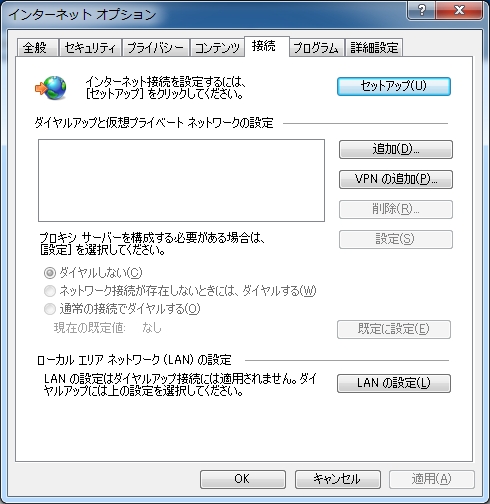 インターネット オプション
全般
セキュリティ
プライバシー
コンテンツ
接続
プログラム
詳細設定
インターネット接続を設定するには、
[セットアップ] をクリックしてください。
セットアップ(U)
ダイヤルアップと仮想プライベート ネットワークの設定
追加(D)...
VPN の追加(P)...
削除(R)...
プロキシ サーバーを構成する必要がある場合は、
[設定] を選択してください。
設定(S)
ダイヤルしない(C)
ネットワーク接続が存在しないときには、ダイヤルする(W)
通常の接続でダイヤルする(O)
現在の既定値: なし
既定に設定(E)
ローカル エリア ネットワーク (LAN) の設定
LAN の設定はダイヤルアップ接続には適用されません。ダイ
ヤルアップには上の設定を選択してください。
LAN の設定(L)
OK
キャンセル
適用(A)